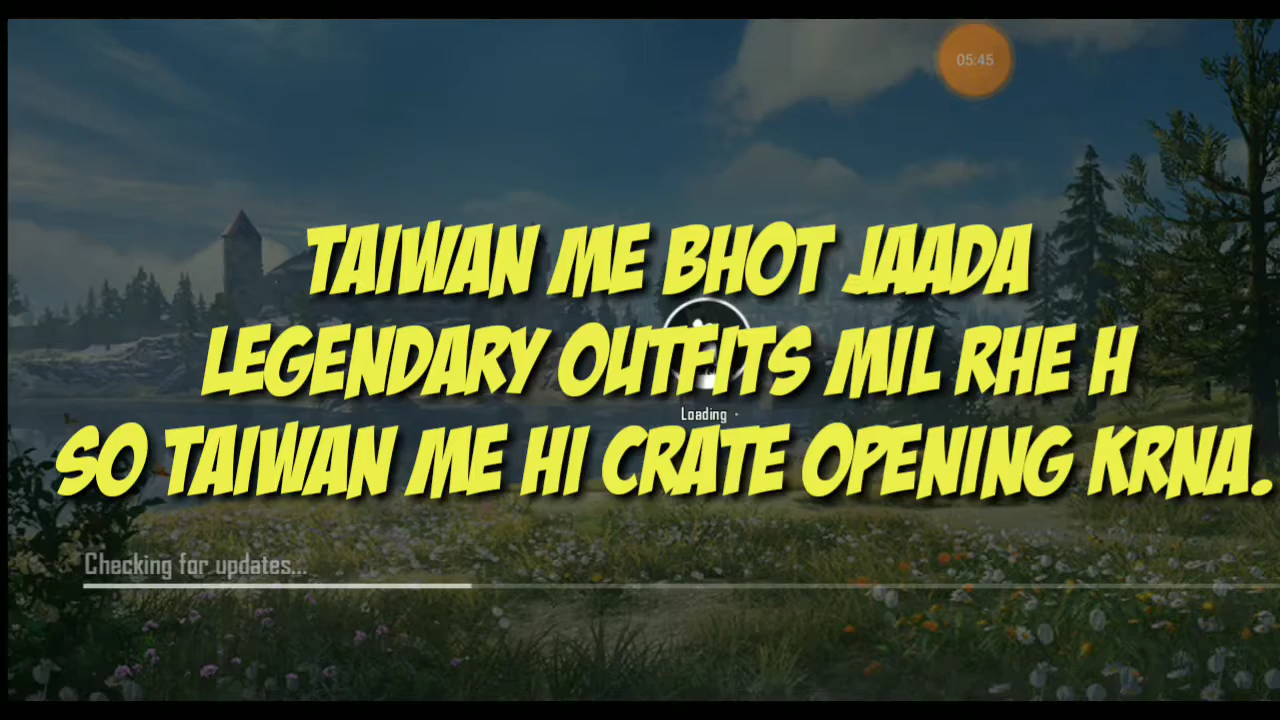 05:45
TAIWAN ME BHOT JAADA
LEGENDARY OUTFITS MIL RHE H
Loading
SO TAIWAN ME HI CRATE OPENING KRNA.
Checking for updates...